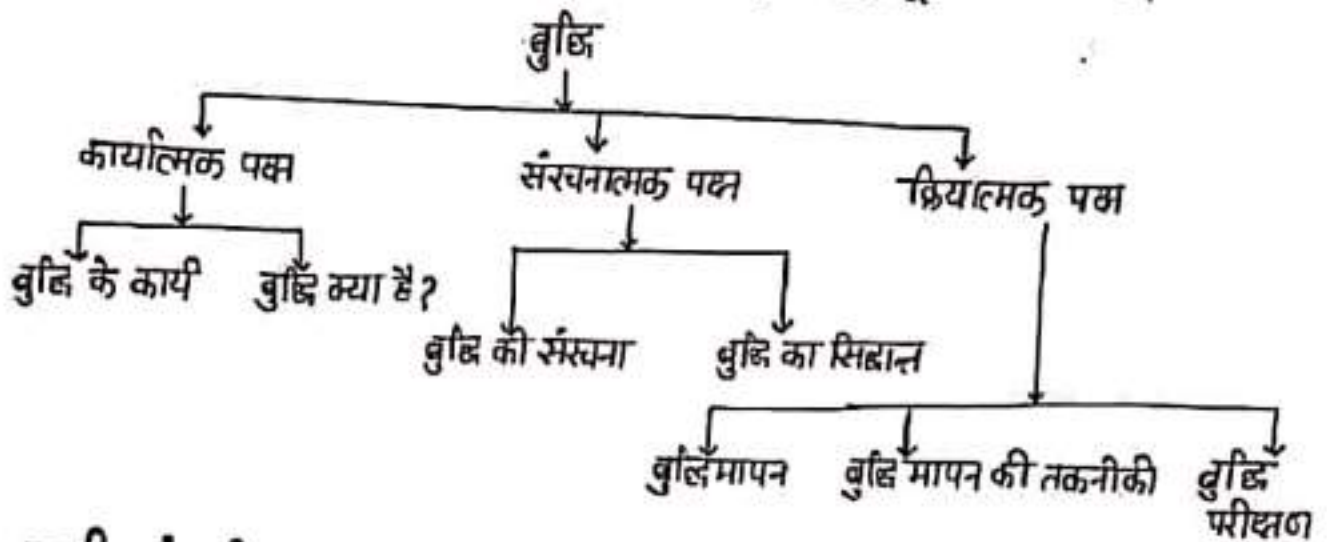 बुद्धि
कार्यात्मक पक्ष संरचनात्मक पक्ष क्रियात्मक पक्ष
बुद्धि के कार्य बुद्धि क्या है?
बुद्धि की संरचना बुद्धि का सिद्धान्त
बुद्धि मापन बुद्धि मापन की तकनीकी बुद्धि
परीक्षण